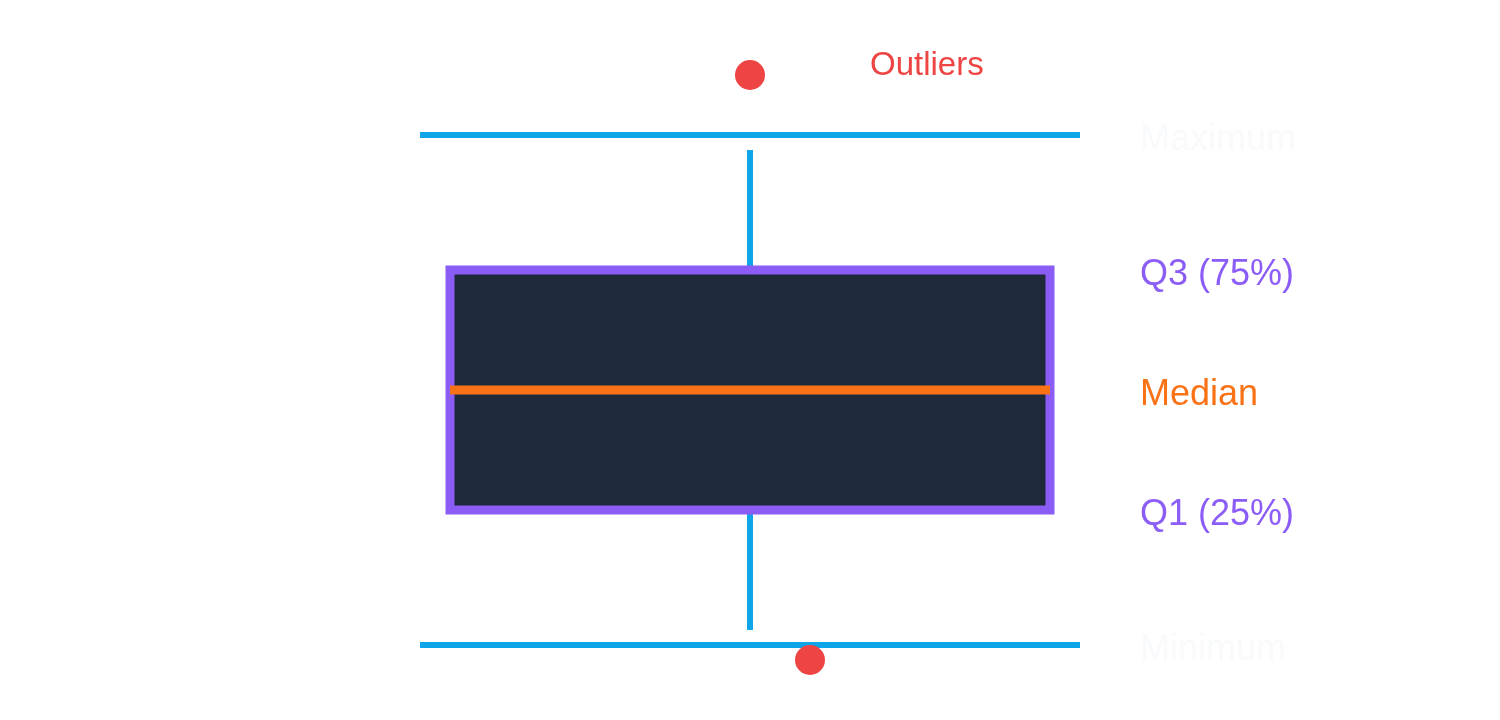 Outliers
Maximum
Q3 (75%)
Median
Q1 (25%)
Minimum